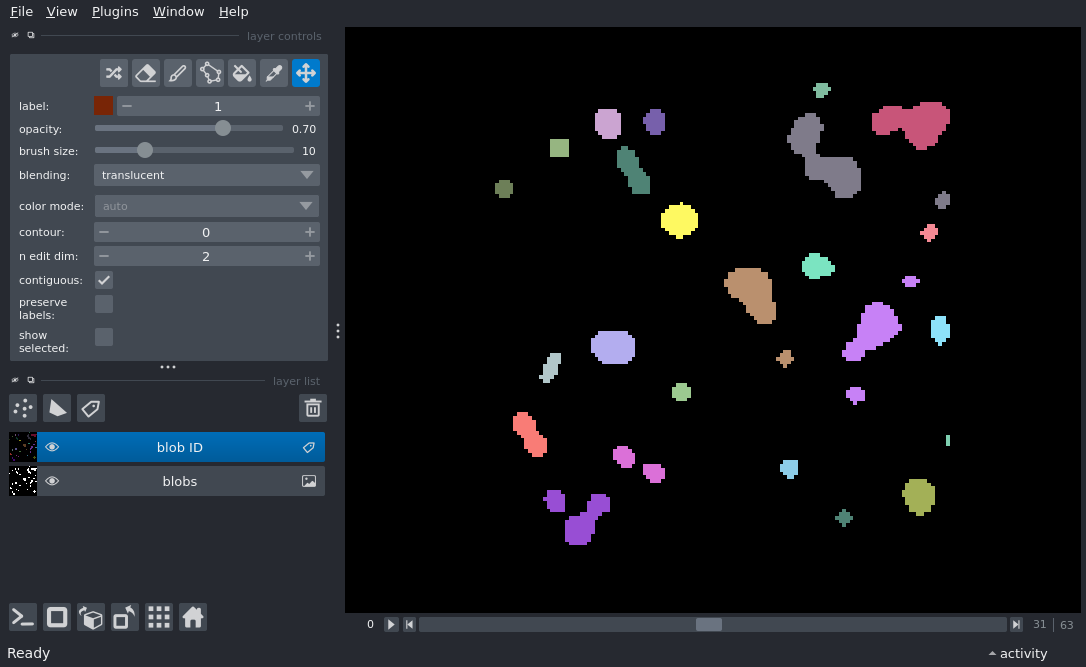 File View Plugins Window Help
layer controls
label: 1
opacity: 0.70
brush size: 10
blending: translucent
color mode: auto
contour: 0
n edit dim: 2
contiguous:
preserve
labels:
show
selected:
layer list
blob ID
blobs
0 31 63
Ready activity